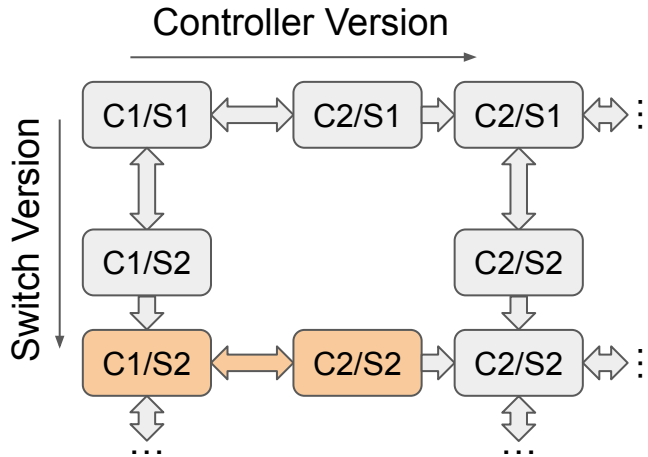 Controller Version
Switch Version
C1/S1
C2/S1
C2/S1
...
C1/S2
C2/S2
C1/S2
C2/S2
C2/S2
...
...
...